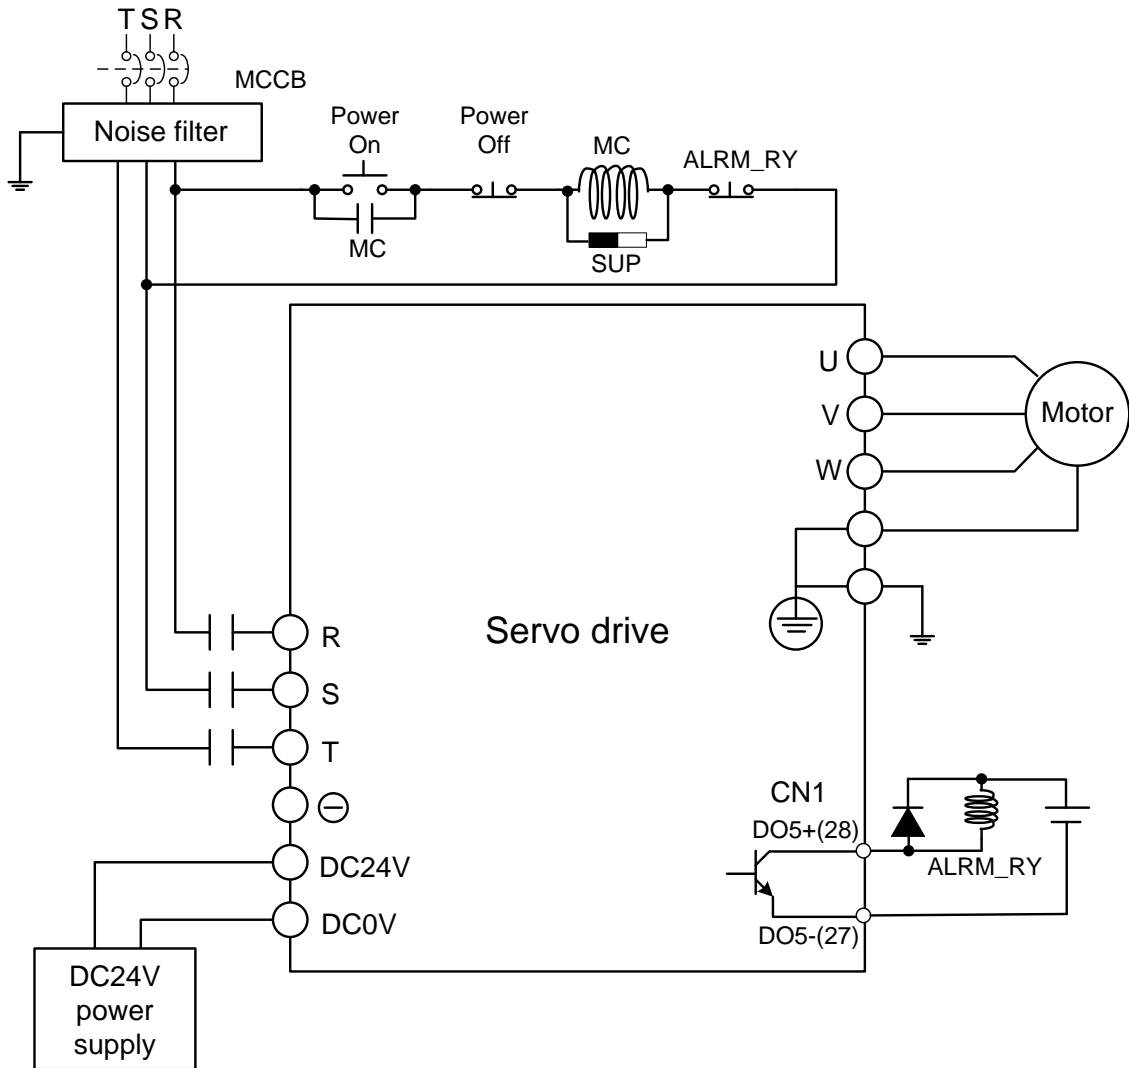 T S R
MCCB
Noise filter
Power
On
Power
Off
MC
ALRM_RY
MC
SUP
U
V
Motor
W
Servo drive
R
S
T
CN1
DO5+(28)
ALRM_RY
DC24V
DC0V
DO5-(27)
DC24V
power
supply